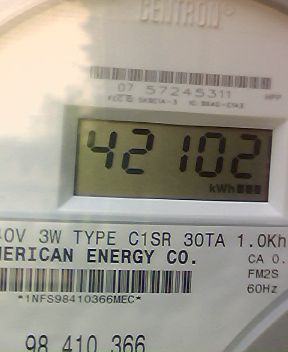 CENTRON®
07 57245311
42102
kWh
40V 3W TYPE C1SR 30TA 1.0Kh
MERICAN ENERGY CO.
CA 0.
FM2S
60Hz
*1NFS98410366MEC*
98 410 366